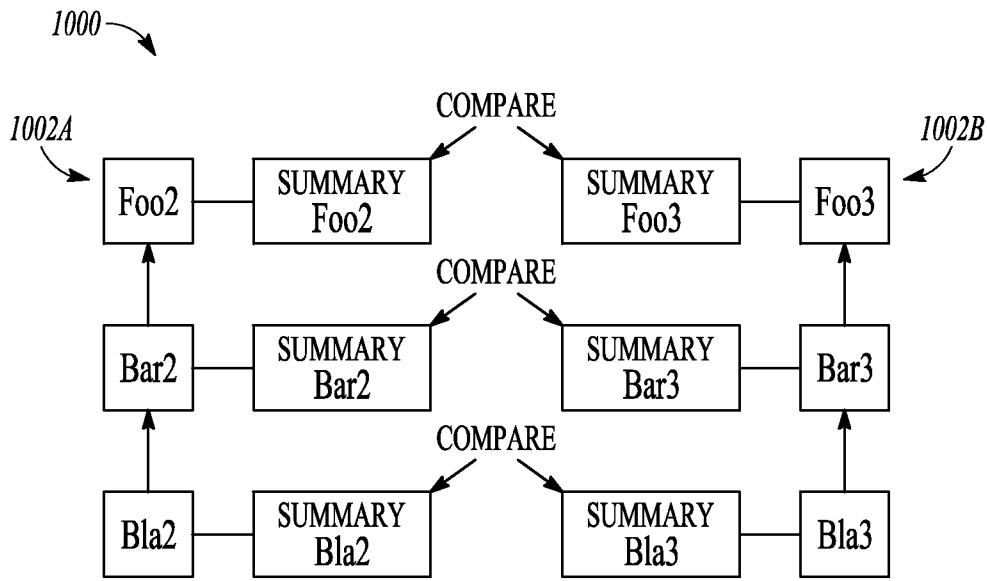 1000
COMPARE
1002A
1002B
Foo2
SUMMARY
Foo2
SUMMARY
Foo3
Foo3
COMPARE
Bar2
SUMMARY
Bar2
SUMMARY
Bar3
Bar3
COMPARE
Bla2
SUMMARY
Bla2
SUMMARY
Bla3
Bla3